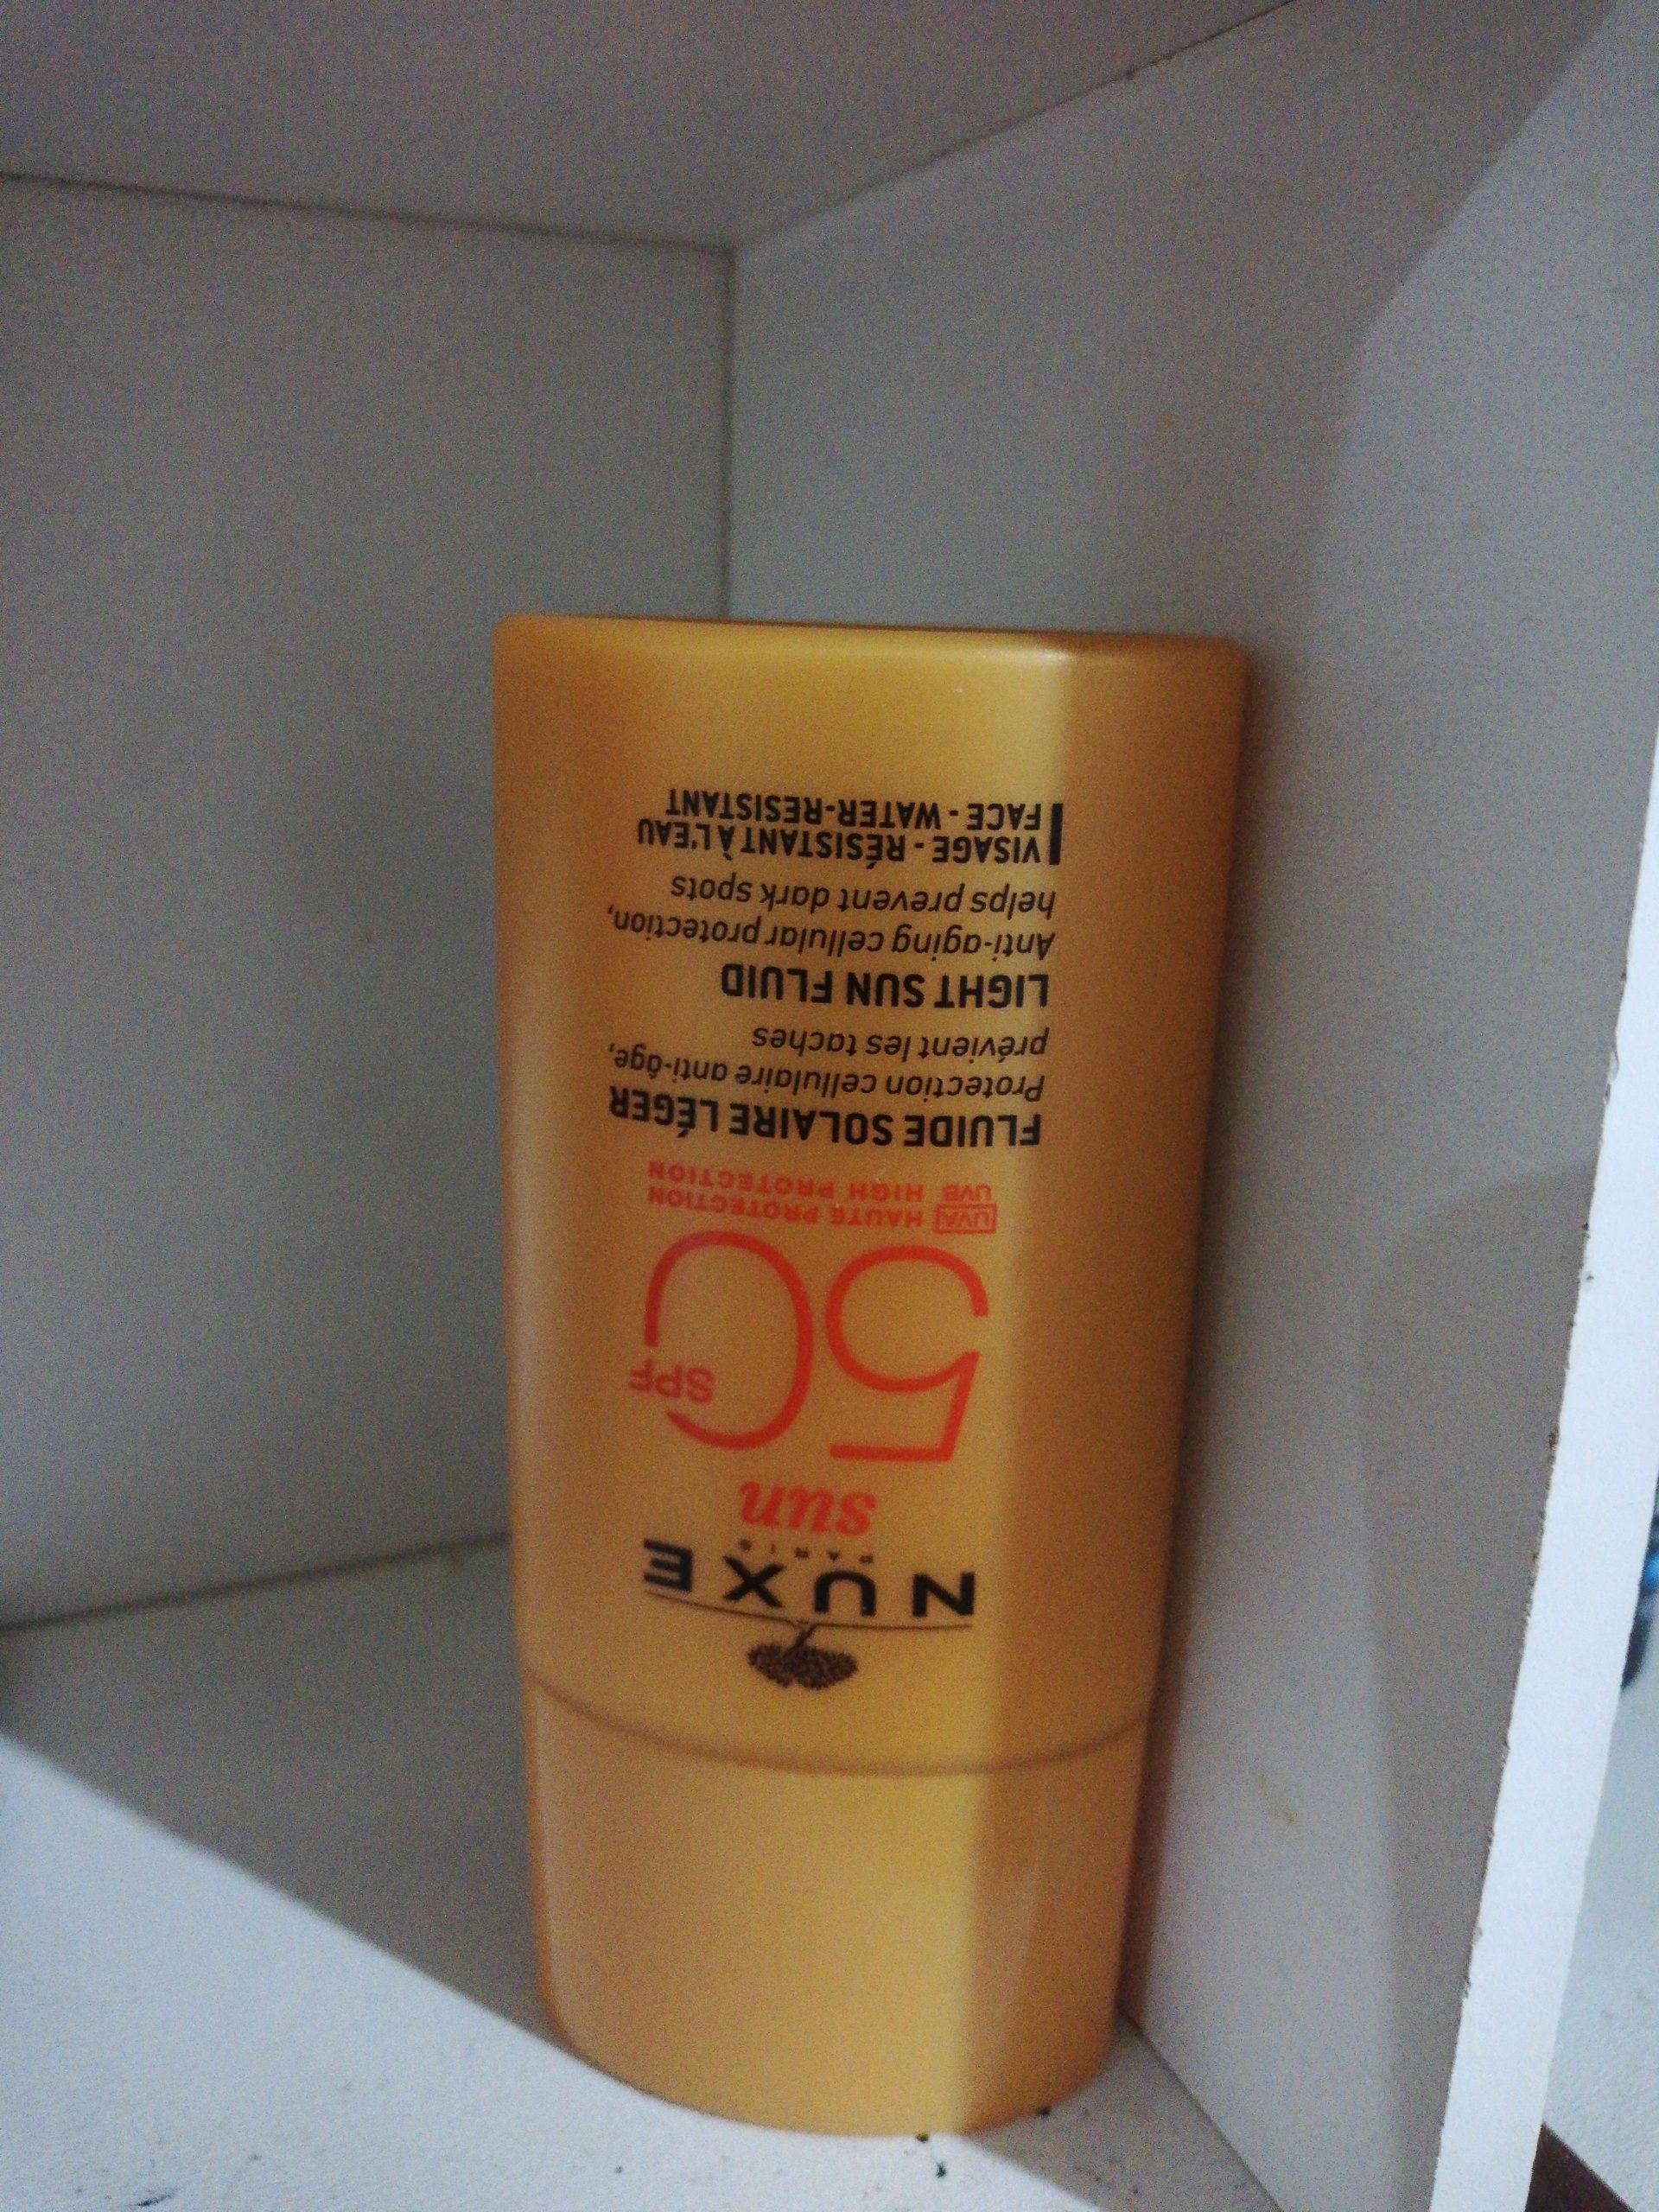 NUXE
PARIS
sun
50 SPF
UVA HAUTE PROTECTION
UVB HIGH PROTECTION
FLUIDE SOLAIRE LÉGER
Protection cellulaire anti-âge,
prévient les taches
LIGHT SUN FLUID
Anti-aging cellular protection,
helps prevent dark spots
VISAGE - RÉSISTANT À L'EAU
FACE - WATER-RESISTANT